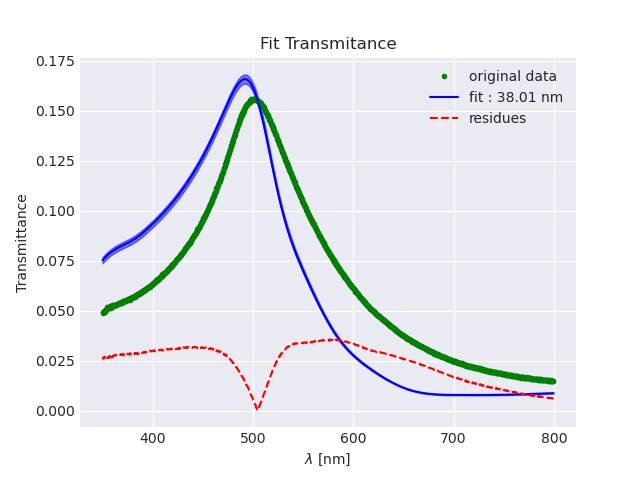 Fit Transmitance
original data
fit : 38.01 nm
residues
Transmittance
0.175
0.150
0.125
0.100
0.075
0.050
0.025
0.000
400 500 600 700 800
λ [nm]